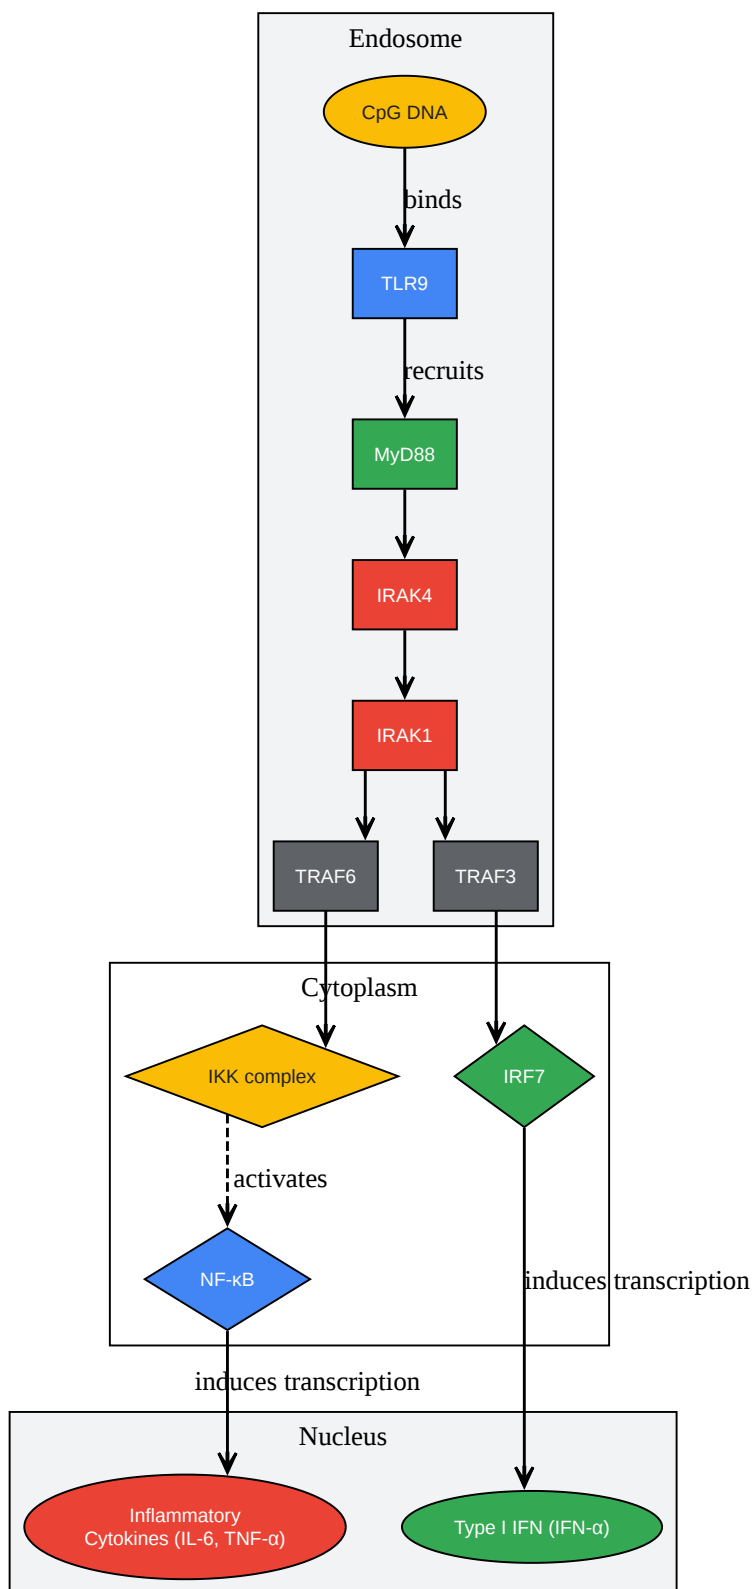 Endosome
CpG DNA
binds
TLR9
recruits
MyD88
IRAK4
IRAK1
TRAF6
TRAF3
Cytoplasm
IKK complex
IRF7
activates
NF-κB
induces transcription
induces transcription
Nucleus
Inflammatory
Cytokines (IL-6, TNF-α)
Type I IFN (IFN-α)